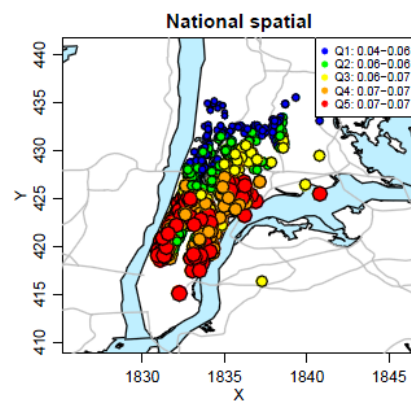 National spatial
Q1: 0.04-0.06
Q2: 0.06-0.06
Q3: 0.06-0.07
Q4: 0.07-0.07
Q5: 0.07-0.07
Y
440
435
430
425
420
415
410
1830
1835
1840
1845
X